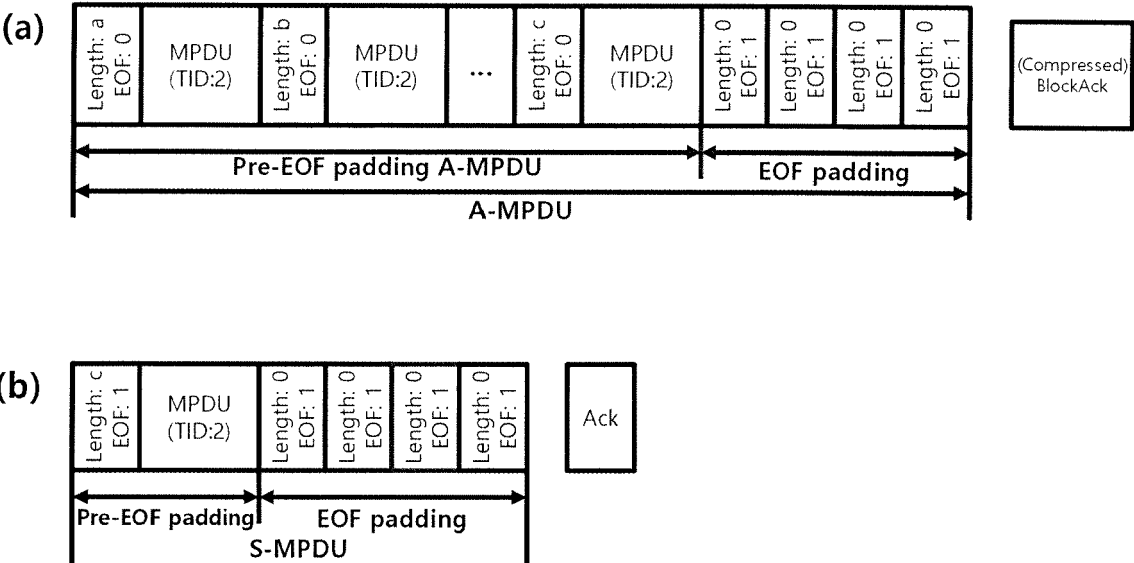 (a)
Length: a
EOF: 0
MPDU
(TID:2)
Length: b
EOF: 0
MPDU
(TID:2)
...
Length: c
EOF: 0
MPDU
(TID:2)
Length: 0
EOF: 1
Length: 0
EOF: 1
Length: 0
EOF: 1
Length: 0
EOF: 1
(Compressed)
BlockAck
Pre-EOF padding A-MPDU
EOF padding
A-MPDU
(b)
Length: c
EOF: 1
MPDU
(TID:2)
Length: 0
EOF: 1
Length: 0
EOF: 1
Length: 0
EOF: 1
Length: 0
EOF: 1
Ack
Pre-EOF padding
EOF padding
S-MPDU